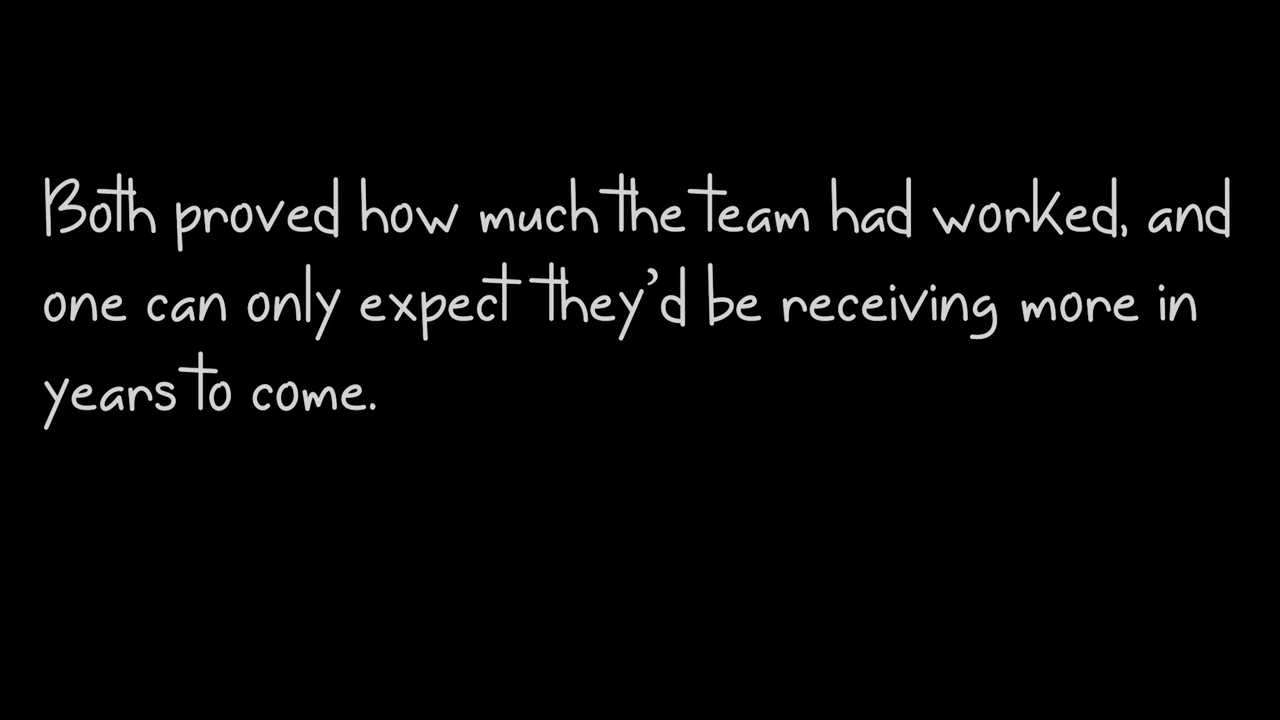 Both proved how much the team had worked, and
one can only expect they’d be receiving more in
years to come.